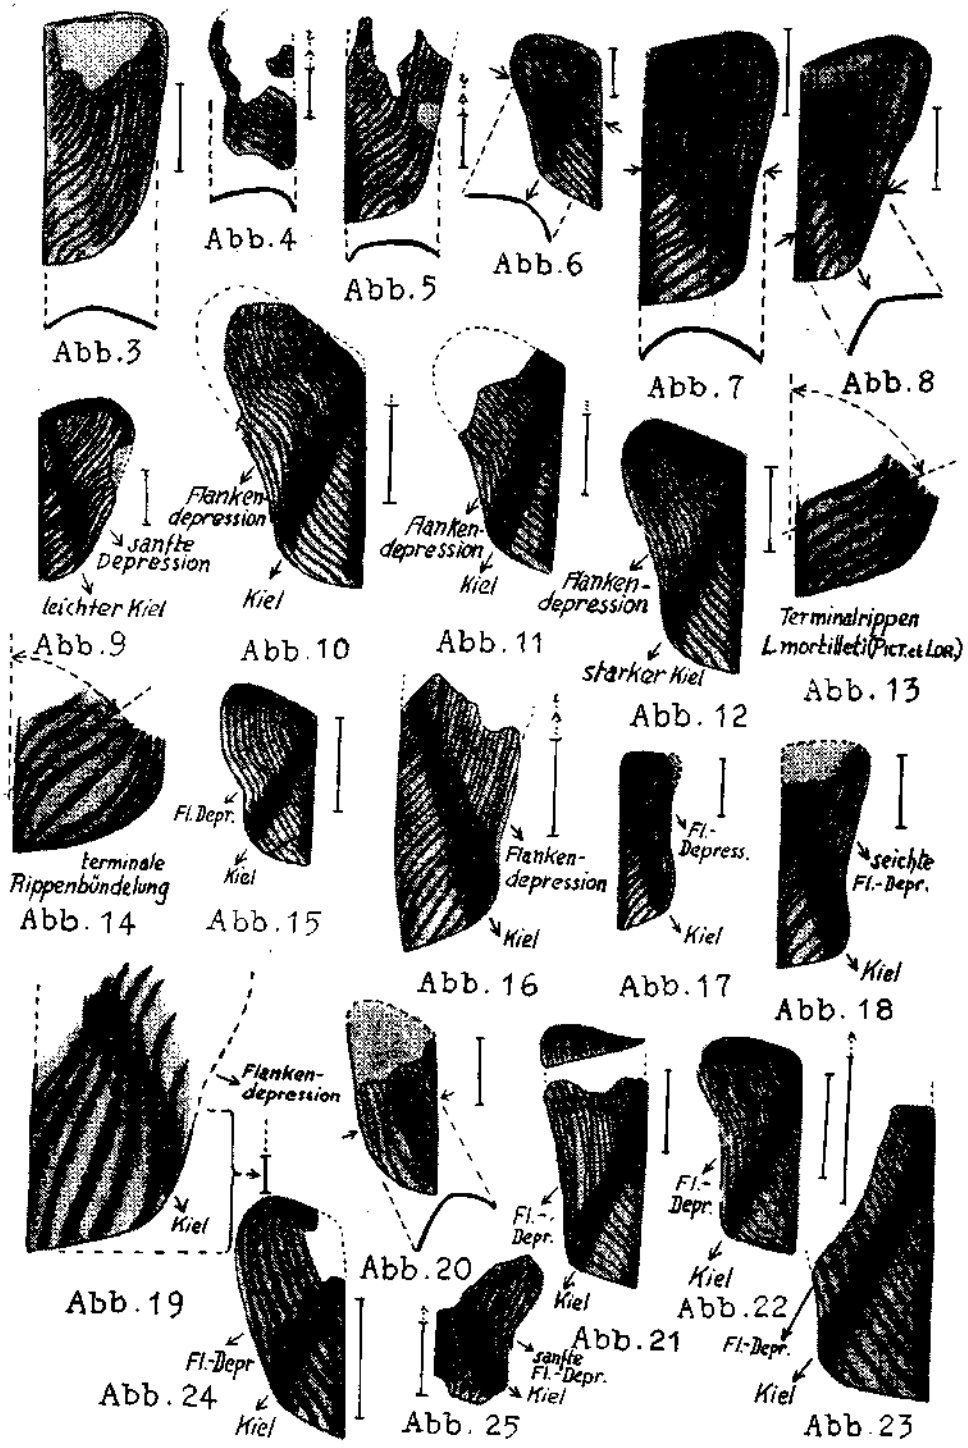 Abb.4
Abb.5
Abb.6
Abb.3
Abb.7
Abb.8
Flanken-
depression
Kiel
Abb.10
Flanken-
depression
Kiel
Abb.11
sanfte
Depression
leichter Kiel
Abb.9
Flanken-
depression
starker Kiel
Abb. 12
Terminalrippen
L. mortilleti (PICT. et LOR.)
Abb. 13
terminale
Rippenbündelung
Abb. 14
Fl. Depr.
Kiel
Abb. 15
Flanken-
depression
Kiel
Abb. 16
Fl.-
Depress.
Kiel
Abb. 17
seichte
Fl.-Depr.
Kiel
Abb. 18
Flanken-
depression
Kiel
Abb. 19
Abb. 20
Fl.-
Depr.
Kiel
Abb. 21
Fl.-
Depr.
Kiel
Abb. 22
Fl.-Depr.
Kiel
Abb. 23
Fl.-Depr
Kiel
Abb. 24
sanfte
Fl.-Depr.
Kiel
Abb. 25